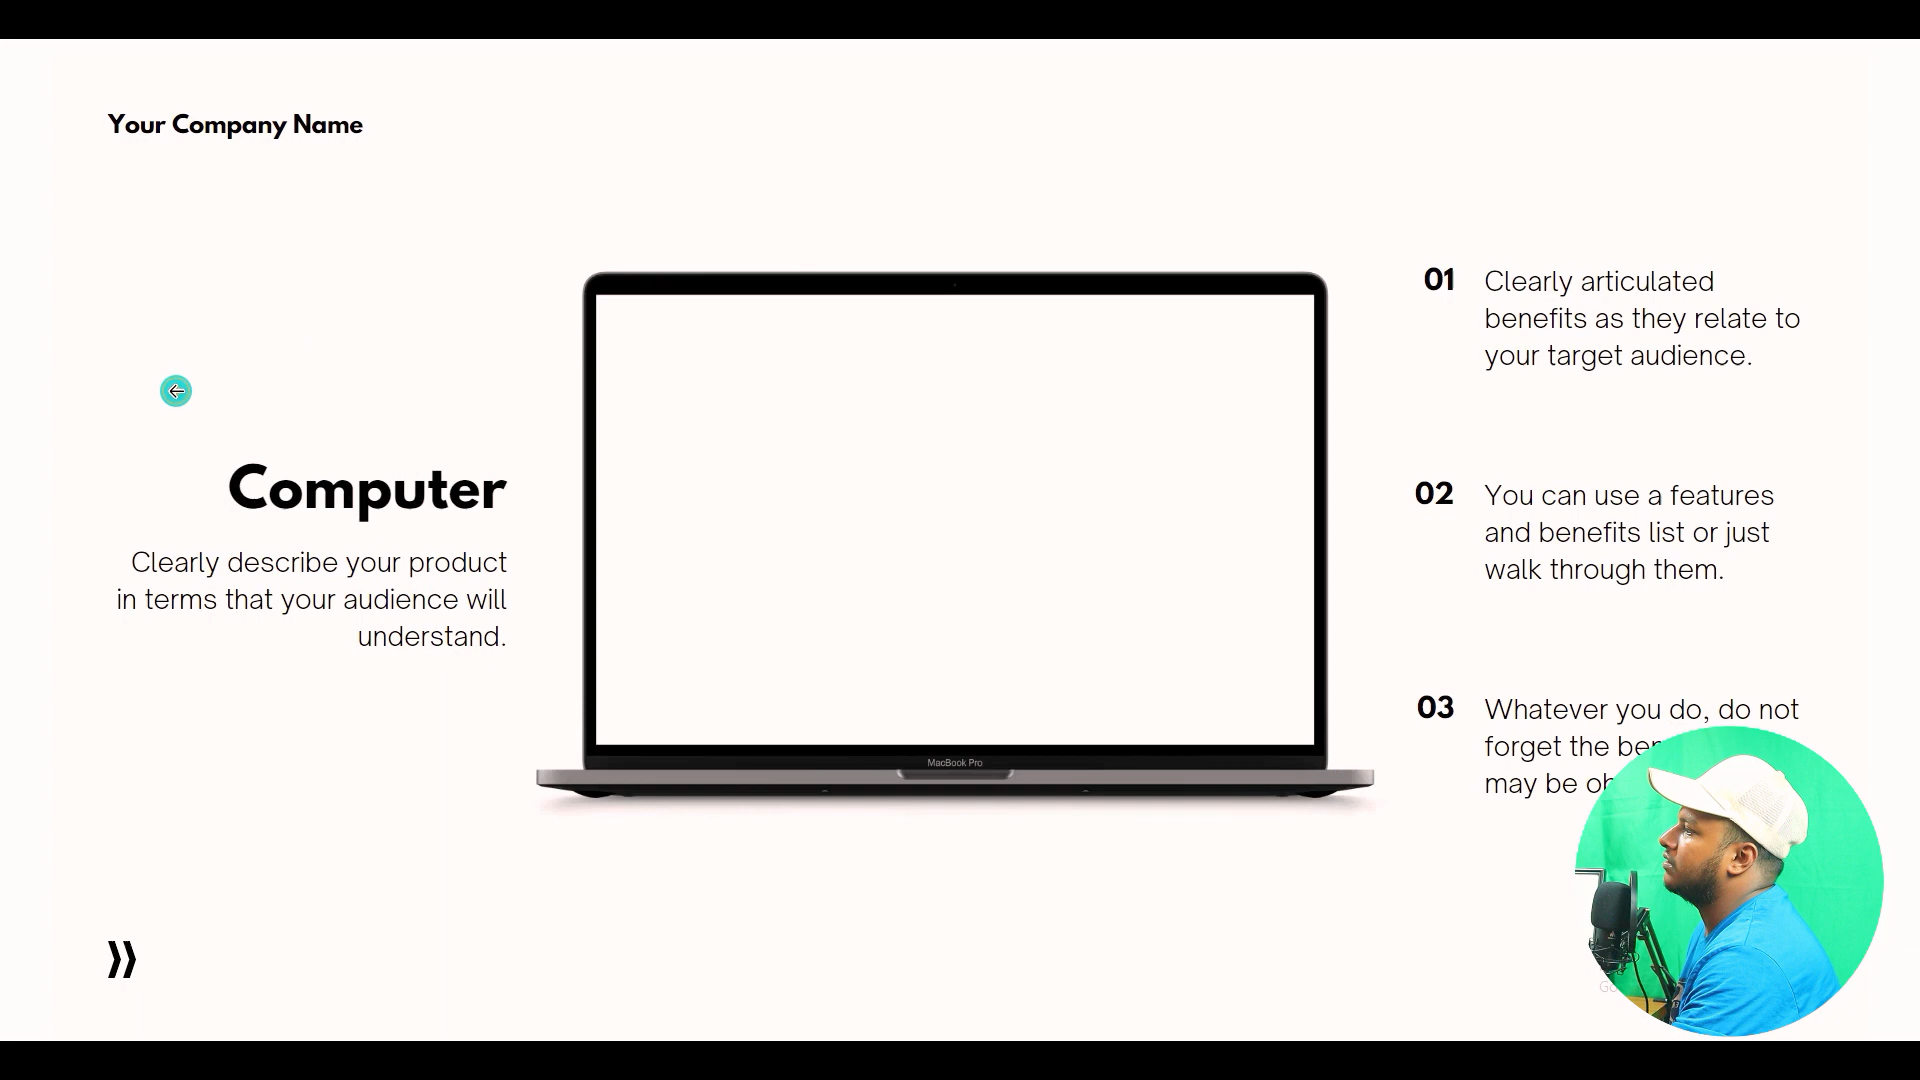 Your Company Name
Computer
Clearly describe your product
in terms that your audience will
understand.
MacBook Pro
01
Clearly articulated
benefits as they relate to
your target audience.
02
You can use a features
and benefits list or just
walk through them.
03
Whatever you do, do not
forget the
may be